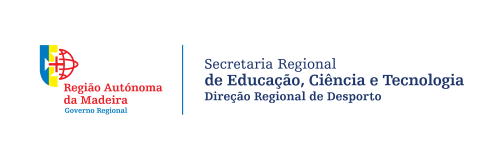 Região Autónoma
da Madeira
Governo Regional
Secretaria Regional
de Educação, Ciência e Tecnologia
Direção Regional de Desporto